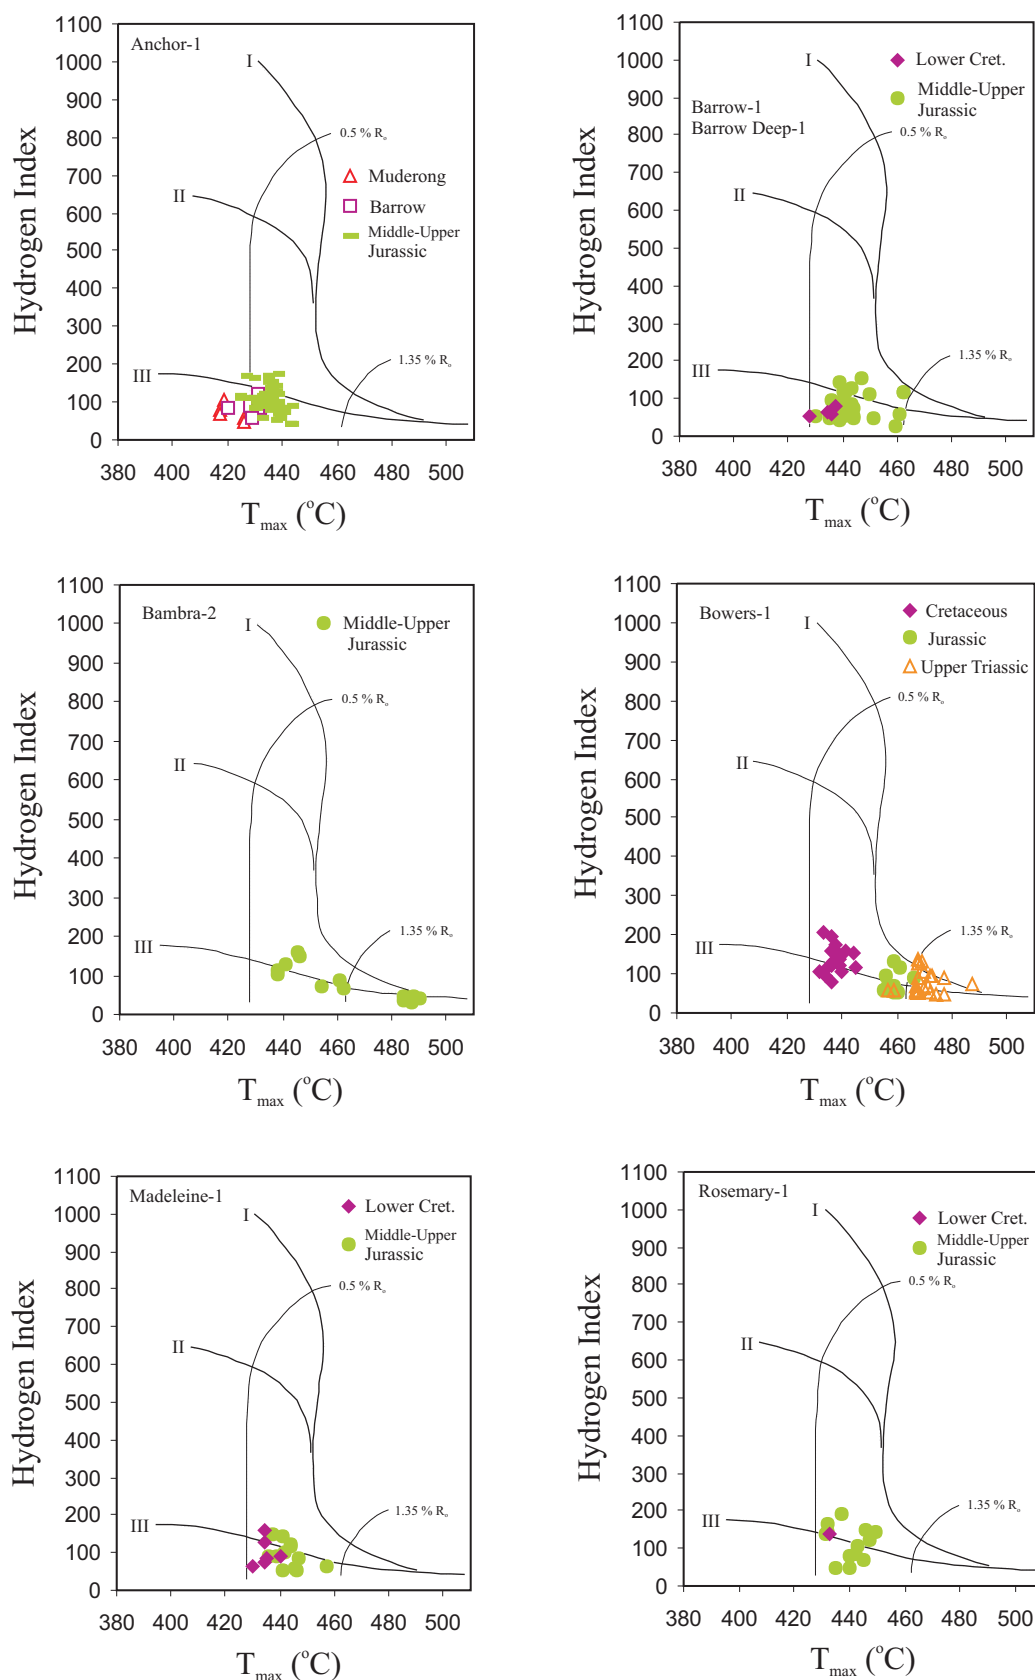 Anchor-1
Hydrogen Index
1100
1000
900
800
700
600
500
400
300
200
100
0
I
II
III
0.5 % Rₒ
1.35 % Rₒ
Muderong
Barrow
Middle-Upper
Jurassic
380 400 420 440 460 480 500
Tmax (°C)
Barrow-1
Barrow Deep-1
Hydrogen Index
1100
1000
900
800
700
600
500
400
300
200
100
0
I
II
III
0.5 % Rₒ
1.35 % Rₒ
Lower Cret.
Middle-Upper
Jurassic
380 400 420 440 460 480 500
Tmax (°C)
Bambra-2
Hydrogen Index
1100
1000
900
800
700
600
500
400
300
200
100
0
I
II
III
0.5 % Rₒ
1.35 % Rₒ
Middle-Upper
Jurassic
380 400 420 440 460 480 500
Tmax (°C)
Bowers-1
Hydrogen Index
1100
1000
900
800
700
600
500
400
300
200
100
0
I
II
III
0.5 % Rₒ
1.35 % Rₒ
Cretaceous
Jurassic
Upper Triassic
380 400 420 440 460 480 500
Tmax (°C)
Madeleine-1
Hydrogen Index
1100
1000
900
800
700
600
500
400
300
200
100
0
I
II
III
0.5 % Rₒ
1.35 % Rₒ
Lower Cret.
Middle-Upper
Jurassic
380 400 420 440 460 480 500
Tmax (°C)
Rosemary-1
Hydrogen Index
1100
1000
900
800
700
600
500
400
300
200
100
0
I
II
III
0.5 % Rₒ
1.35 % Rₒ
Lower Cret.
Middle-Upper
Jurassic
380 400 420 440 460 480 500
Tmax (°C)